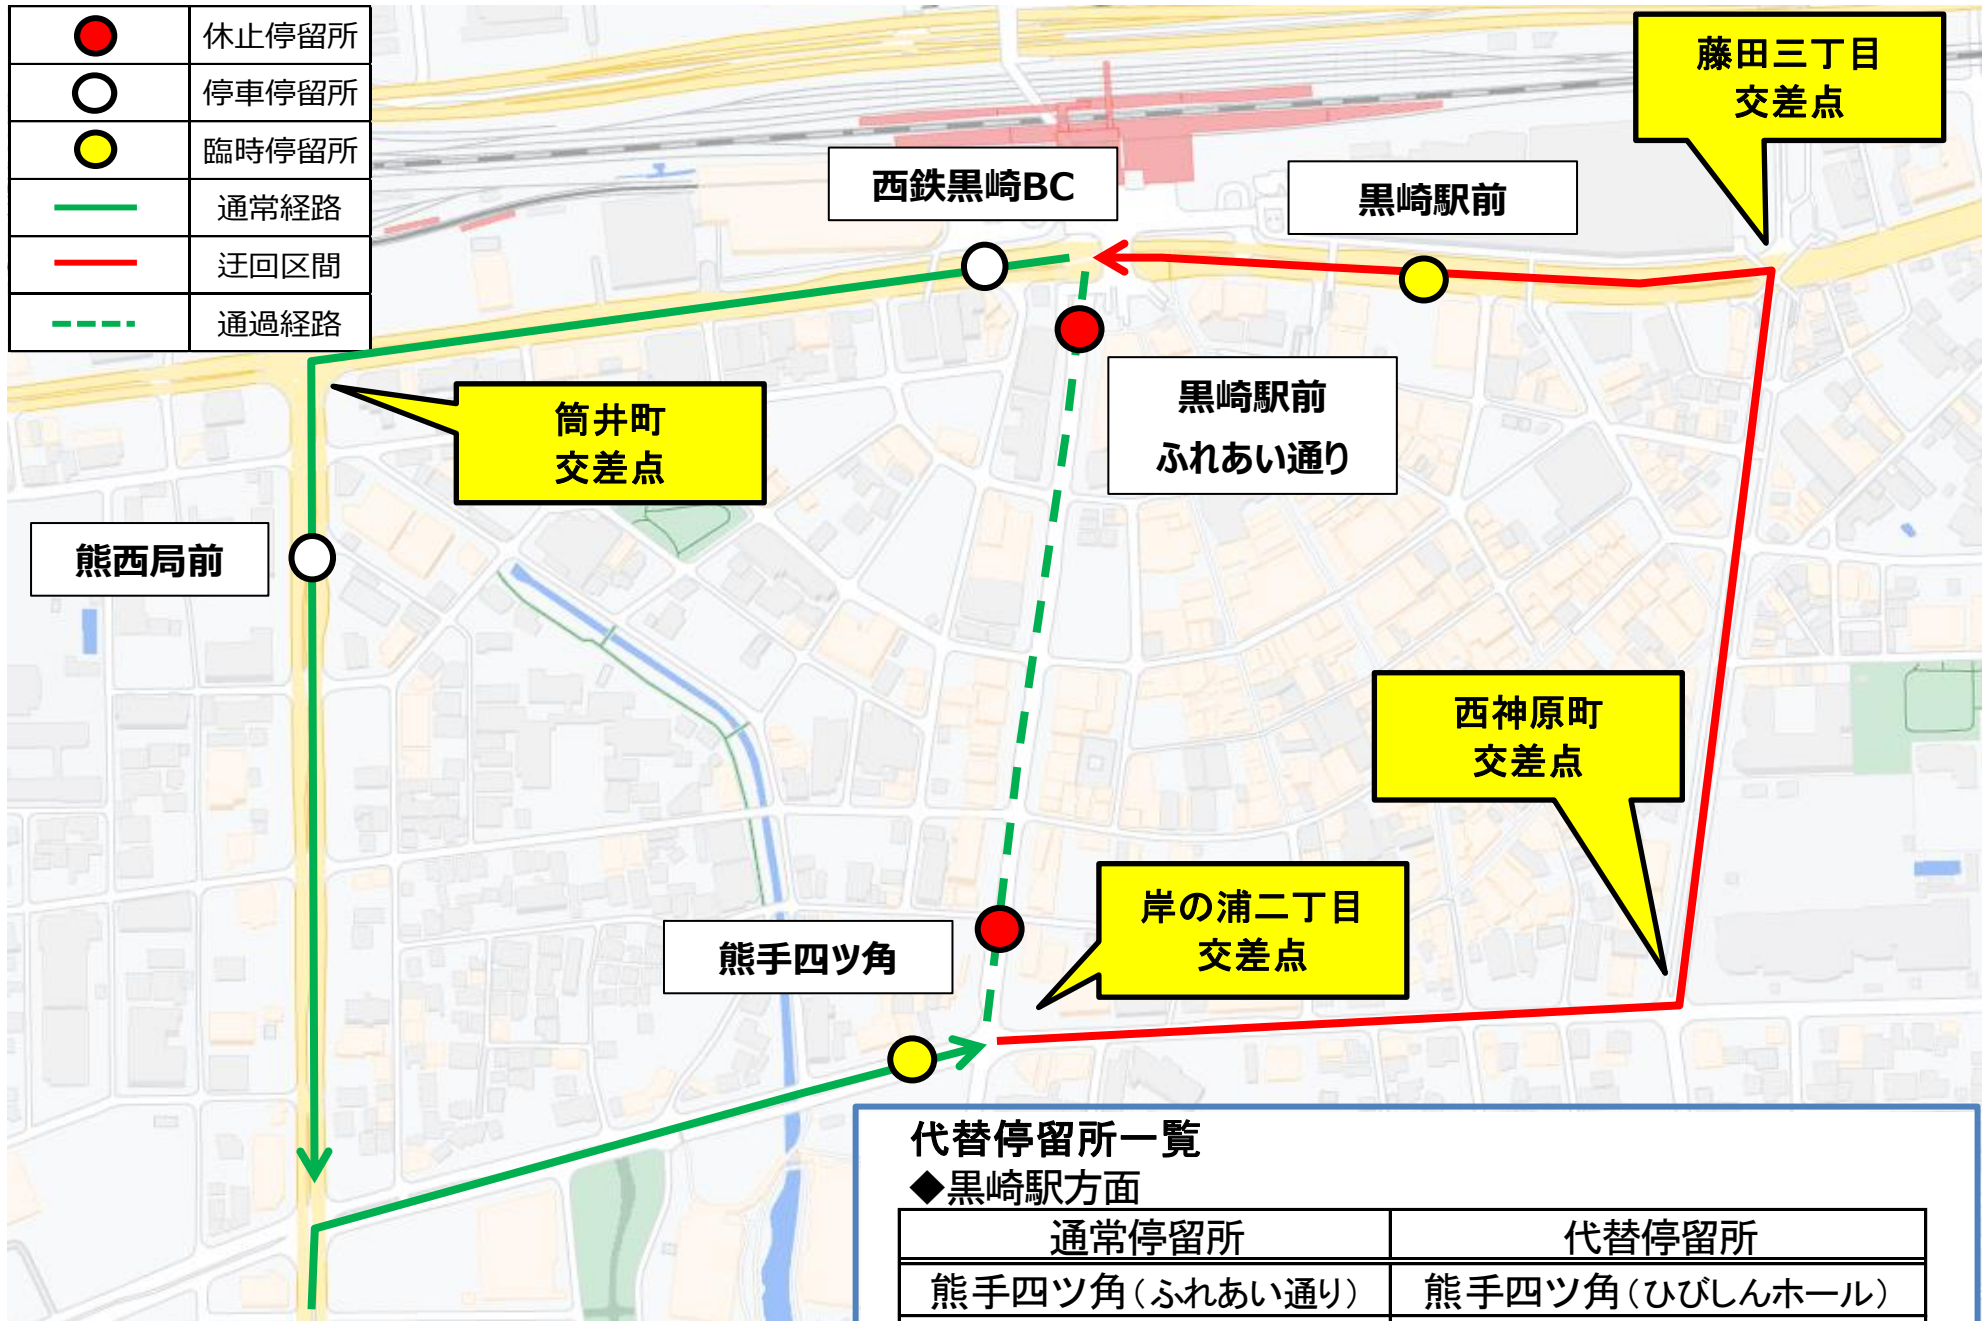 休止停留所
停車停留所
臨時停留所
通常経路
迂回区間
通過経路
藤田三丁目
交差点
西鉄黒崎BC
黒崎駅前
黒崎駅前
ふれあい通り
筒井町
交差点
熊西局前
西神原町
交差点
岸の浦二丁目
交差点
熊手四ツ角
代替停留所一覧
◆黒崎駅方面
通常停留所 代替停留所
熊手四ツ角(ふれあい通り) 熊手四ツ角(ひびしんホール)